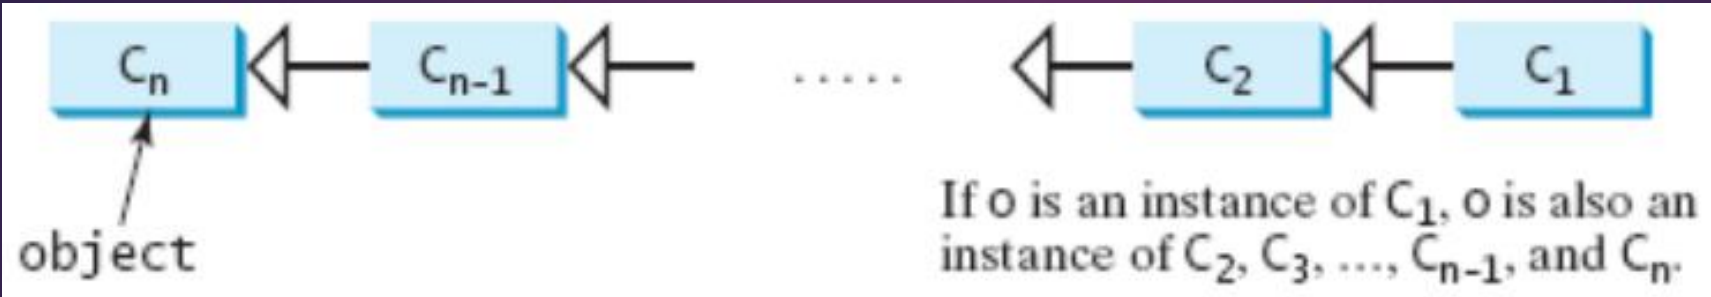 Cₙ Cₙ₋₁ ..... C₂ C₁
If o is an instance of C₁, o is also an
object
instance of C₂, C₃, ..., Cₙ₋₁, and Cₙ.